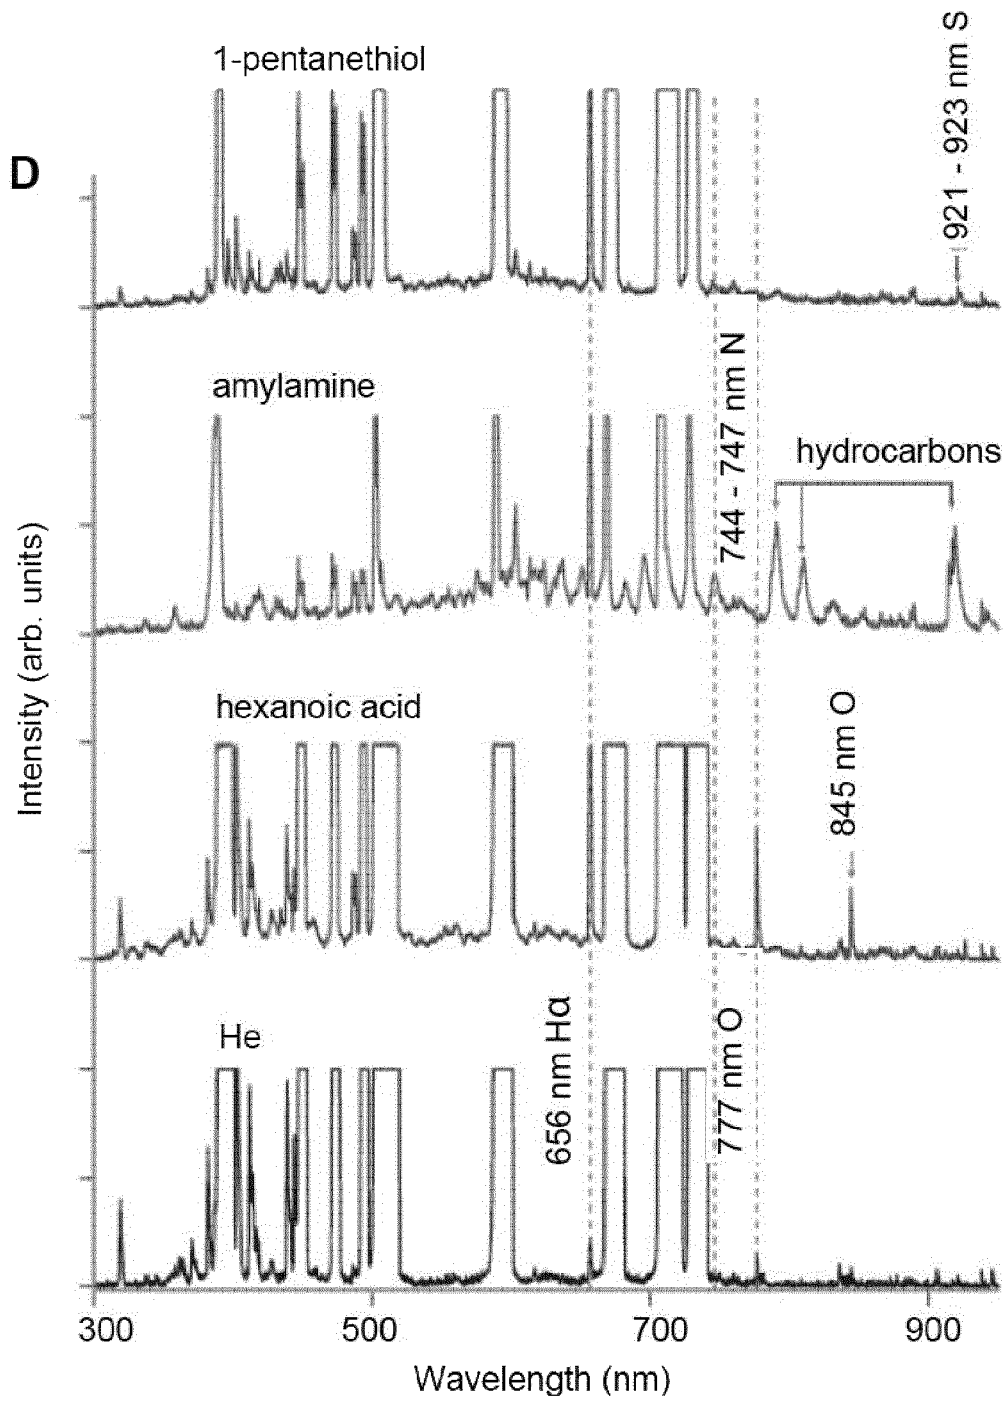 1-pentanethiol
921 - 923 nm S
D
amylamine
744 - 747 nm N
hydrocarbons
Intensity (arb. units)
hexanoic acid
845 nm O
He
656 nm Hα
777 nm O
300 500 700 900
Wavelength (nm)